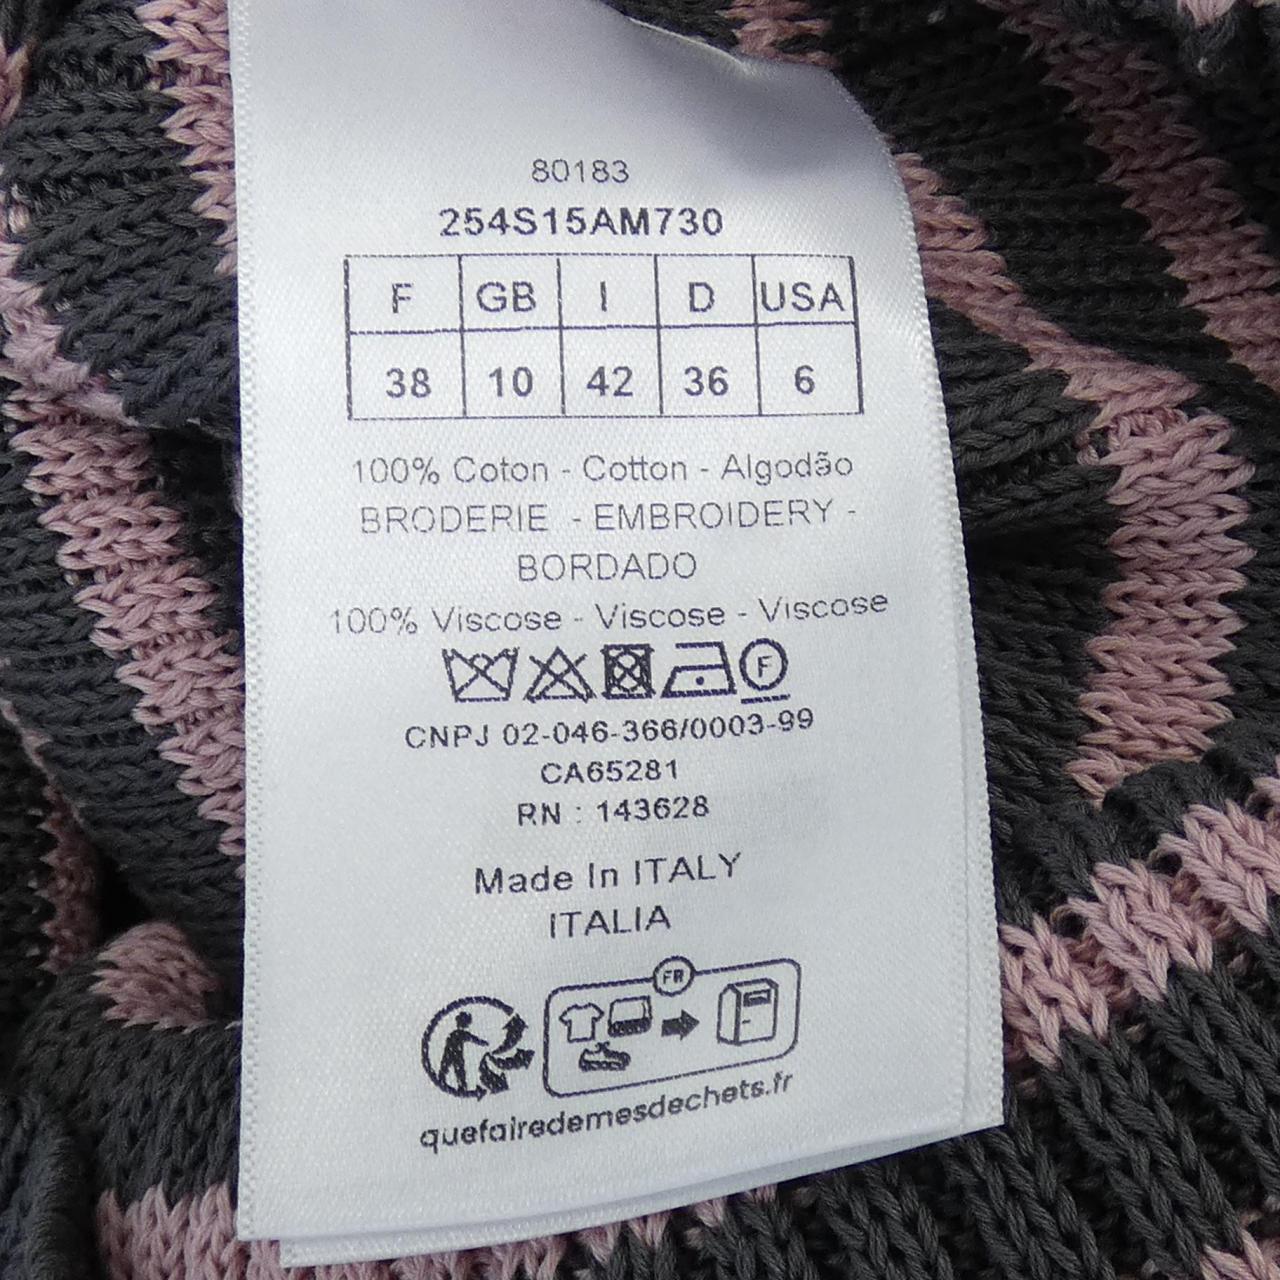 80183
254S15AM730
F GB I D USA
38 10 42 36 6
100% Coton - Cotton - Algodão
BRODERIE - EMBROIDERY -
BORDADO
100% Viscose - Viscose - Viscose
F
CNPJ 02-046-366/0003-99
CA65281
RN : 143628
Made In ITALY
ITALIA
FR
quefairedemesdechets.fr